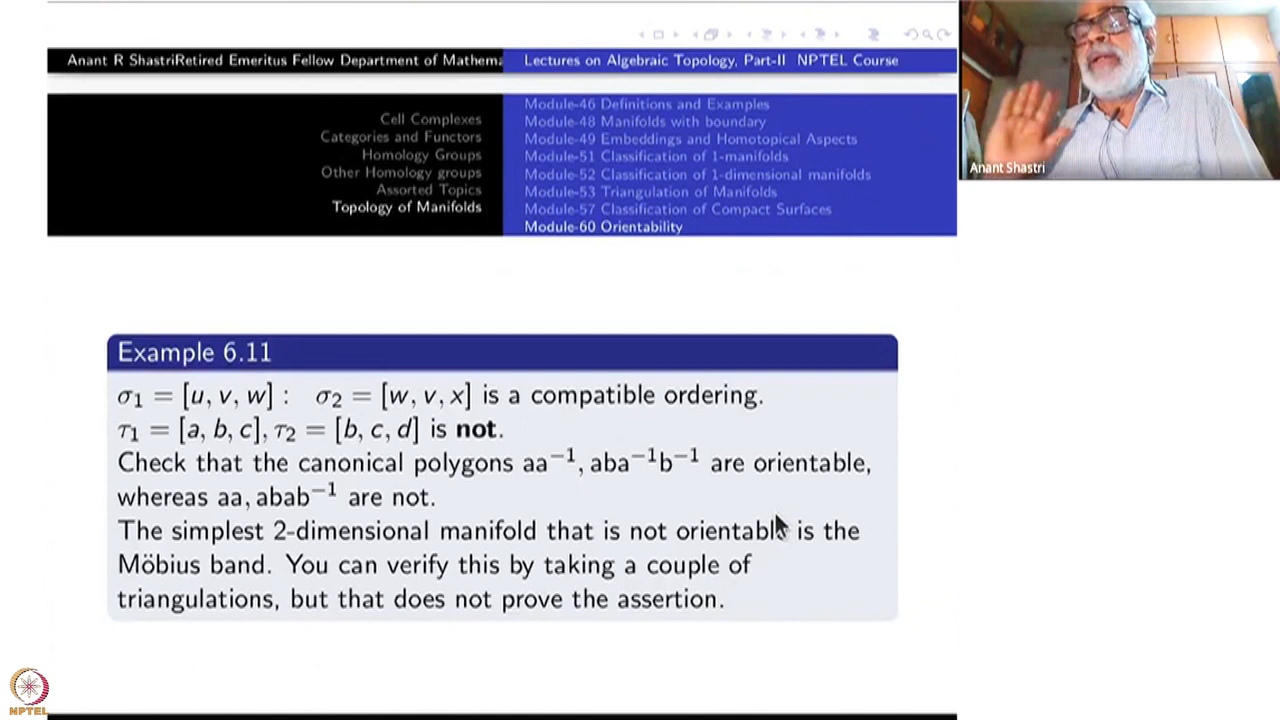 Anant R ShastriRetired Emeritus Fellow Department of Mathema
Lectures on Algebraic Topology, Part-II NPTEL Course
Cell Complexes
Categories and Functors
Homology Groups
Other Homology groups
Assorted Topics
Topology of Manifolds
Module-46 Definitions and Examples
Module-48 Manifolds with boundary
Module-49 Embeddings and Homotopical Aspects
Module-51 Classification of 1-manifolds
Module-52 Classification of 1-dimensional manifolds
Module-53 Triangulation of Manifolds
Module-57 Classification of Compact Surfaces
Module-60 Orientability
Anant Shastri
Example 6.11
σ₁ = [u, v, w] : σ₂ = [w, v, x] is a compatible ordering.
τ₁ = [a, b, c], τ₂ = [b, c, d] is not.
Check that the canonical polygons aa⁻¹, aba⁻¹b⁻¹ are orientable,
whereas aa, abab⁻¹ are not.
The simplest 2-dimensional manifold that is not orientable is the
Möbius band. You can verify this by taking a couple of
triangulations, but that does not prove the assertion.
NPTEL